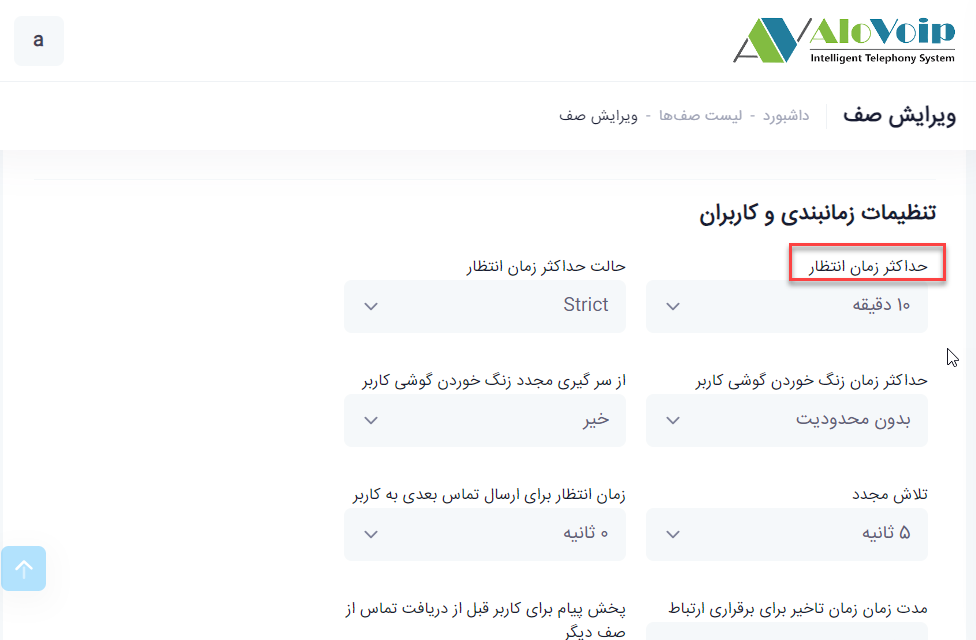 a
AloVoip
Intelligent Telephony System
ویرایش صف
داشبورد - لیست صف‌ها - ویرایش صف
تنظیمات زمانبندی و کاربران
حداکثر زمان انتظار
۱۰ دقیقه
حالت حداکثر زمان انتظار
Strict
حداکثر زمان زنگ خوردن گوشی کاربر
بدون محدودیت
از سر گیری مجدد زنگ خوردن گوشی کاربر
خیر
تلاش مجدد
۵ ثانیه
زمان انتظار برای ارسال تماس بعدی به کاربر
۰ ثانیه
مدت زمان زمان تاخیر برای برقراری ارتباط
پخش پیام برای کاربر قبل از دریافت تماس از
صف دیگر